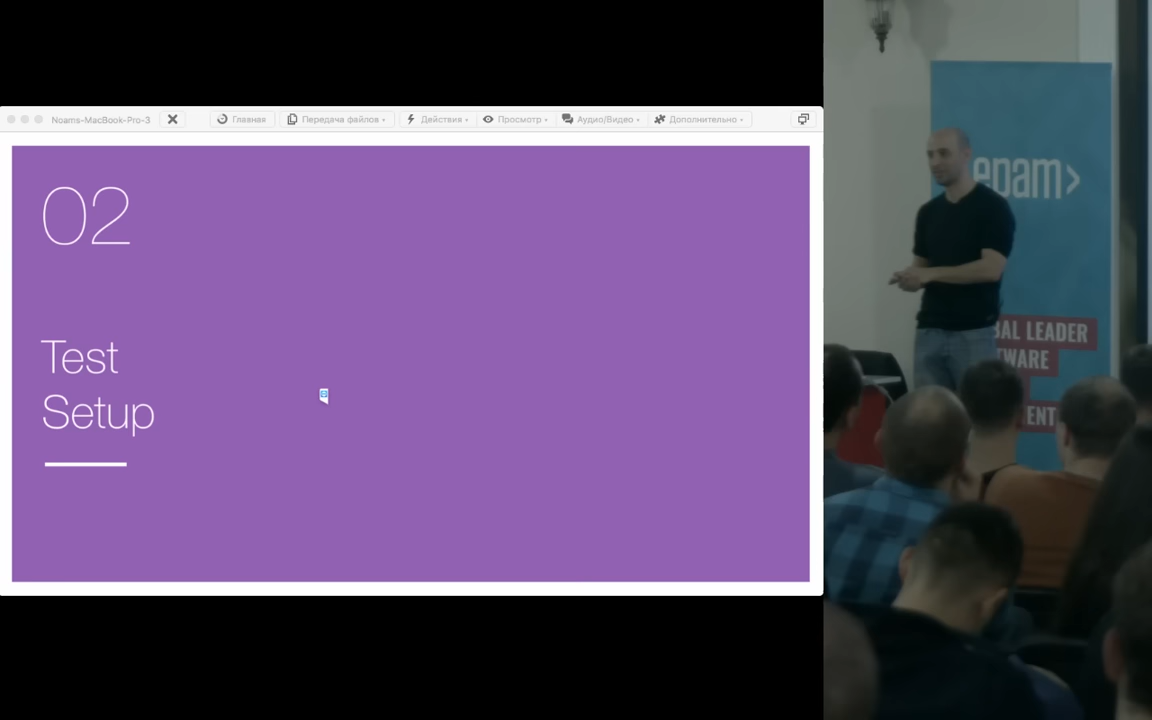 Noams-MacBook-Pro-3
Главная
Передача файлов
Действия
Просмотр
Аудио/Видео
Дополнительно
02
Test
Setup
epam>
BAL LEADER
WARE
ENT